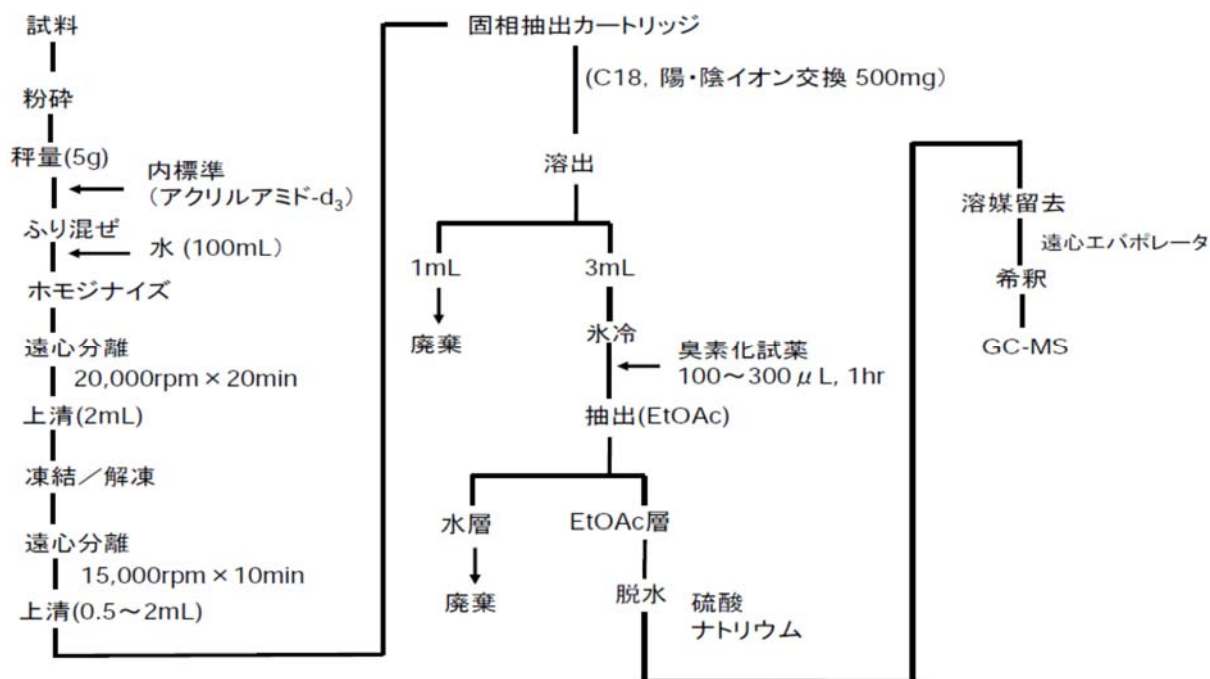 試料
粉砕
秤量(5g)
内標準
(アクリルアミド-d₃)
ふり混ぜ
水 (100mL)
ホモジナイズ
遠心分離
20,000rpm × 20min
上清(2mL)
凍結／解凍
遠心分離
15,000rpm × 10min
上清(0.5～2mL)
固相抽出カートリッジ
(C18, 陽・陰イオン交換 500mg)
溶出
1mL
廃棄
3mL
氷冷
臭素化試薬
100～300μL, 1hr
抽出(EtOAc)
水層
廃棄
EtOAc層
脱水
硫酸
ナトリウム
溶媒留去
遠心エバポレータ
希釈
GC-MS